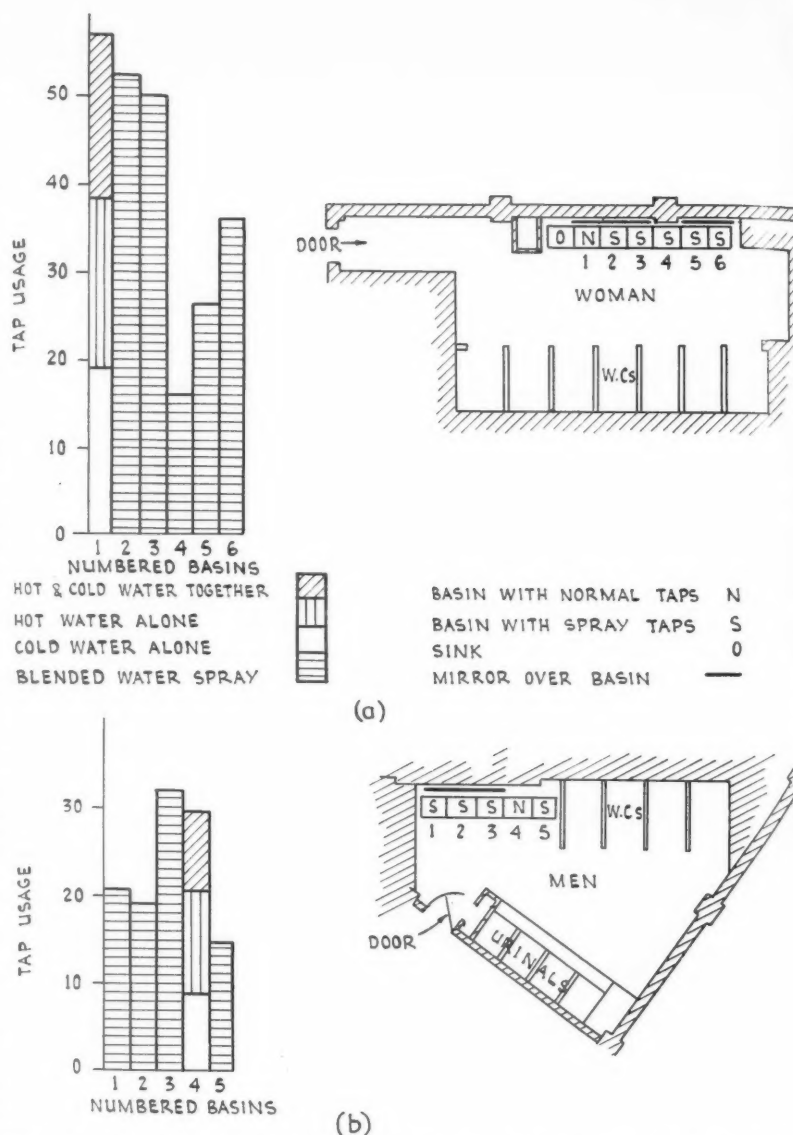 50
40
30
20
10
0
TAP USAGE
1 2 3 4 5 6
NUMBERED BASINS
DOOR
O N S S S S S
1 2 3 4 5 6
WOMAN
W.Cs
HOT & COLD WATER TOGETHER
HOT WATER ALONE
COLD WATER ALONE
BLENDED WATER SPRAY
BASIN WITH NORMAL TAPS N
BASIN WITH SPRAY TAPS S
SINK O
MIRROR OVER BASIN
(a)
30
20
10
0
TAP USAGE
1 2 3 4 5
NUMBERED BASINS
S S S N S
1 2 3 4 5
W.Cs
MEN
DOOR
URINALS
(b)